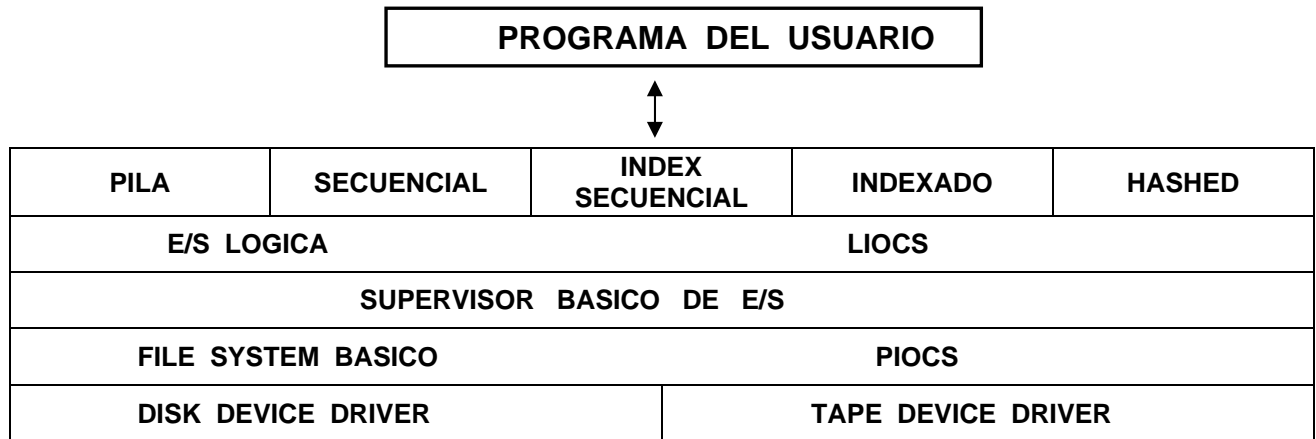 PROGRAMA DEL USUARIO
PILA SECUENCIAL INDEX SECUENCIAL INDEXADO HASHED
E/S LOGICA LIOCS
SUPERVISOR BASICO DE E/S
FILE SYSTEM BASICO PIOCS
DISK DEVICE DRIVER TAPE DEVICE DRIVER